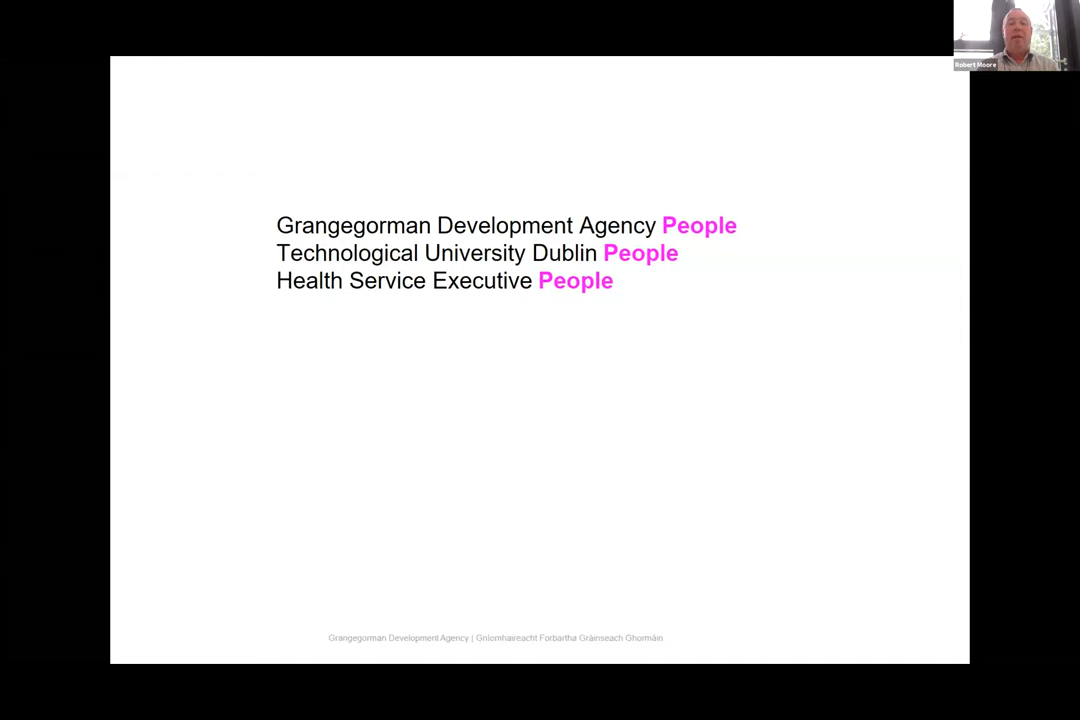 Robert Moore
Grangegorman Development Agency People
Technological University Dublin People
Health Service Executive People
Grangegorman Development Agency | Gníomhaireacht Forbartha Ghráinseach Ghormáin